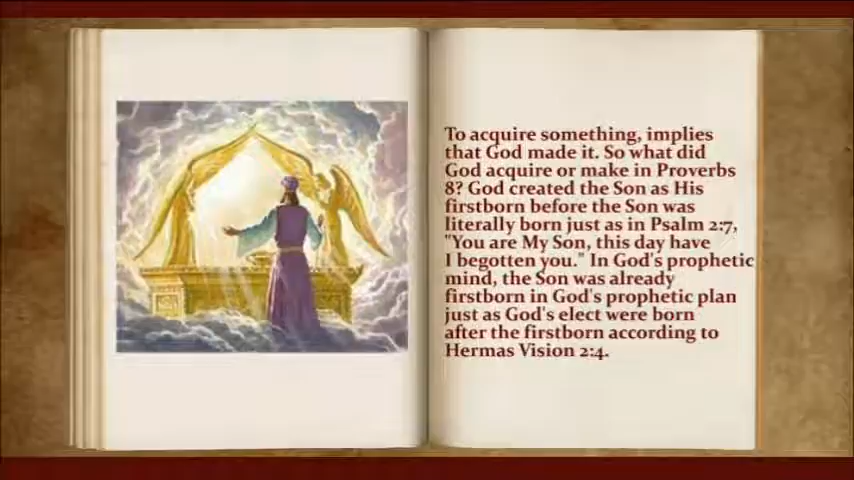 To acquire something, implies
that God made it. So what did
God acquire or make in Proverbs
8? God created the Son as His
firstborn before the Son was
literally born just as in Psalm 2:7,
"You are My Son, this day have
I begotten you." In God's prophetic
mind, the Son was already
firstborn in God's prophetic plan
just as God's elect were born
after the firstborn according to
Hermas Vision 2:4.